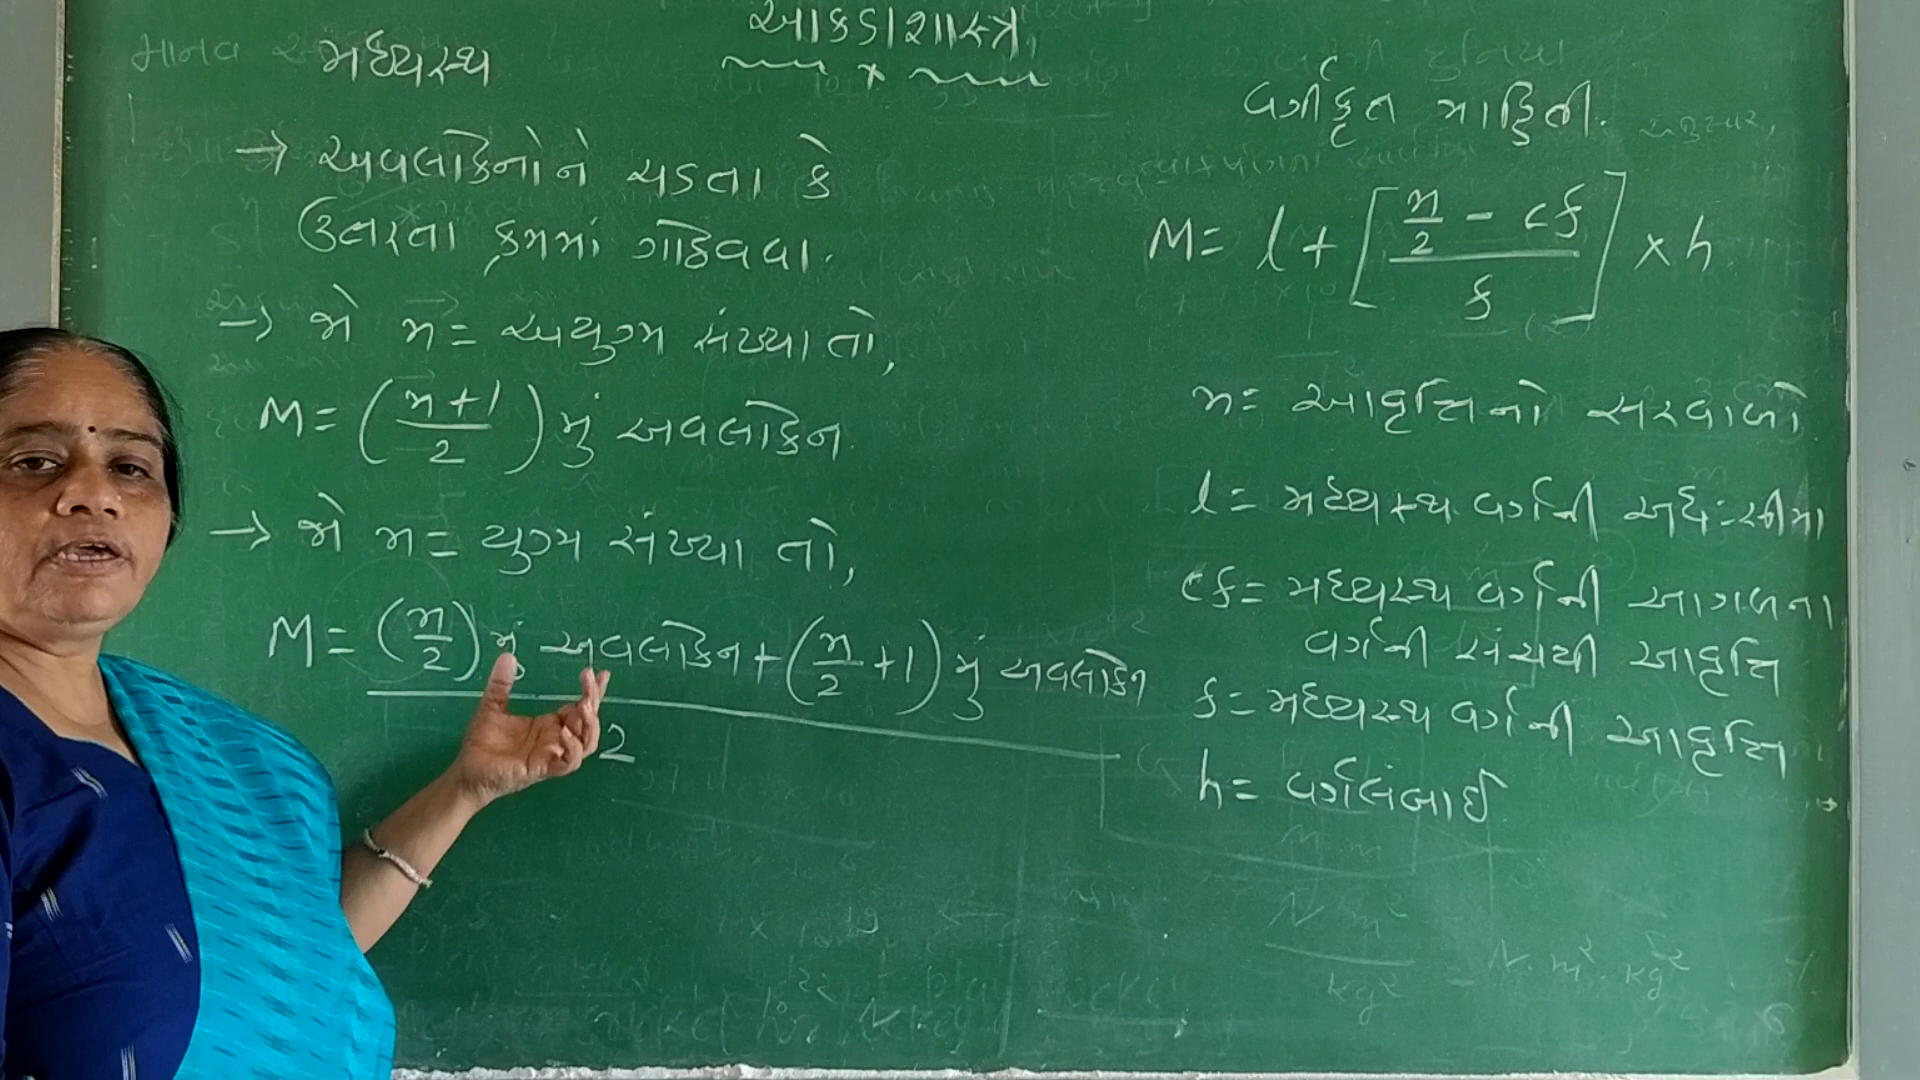 આકડાશાસ્ત્ર
મધ્યસ્થ
→ અવલોકનોને ચડતા કે
ઉતરતા ક્રમમાં ગોઠવવા.
→ જો n = અયુગ્મ સંખ્યા તો,
M = (n+1/2) મું અવલોકન.
→ જો n = યુગ્મ સંખ્યા તો,
M = (n/2) મું અવલોકન + (n/2 + 1) મું અવલોકન
2
વર્ગીકૃત માહિતી.
M = l + [n/2 - cf / f] × h
n = આવૃત્તિનો સરવાળો
l = મધ્યસ્થ વર્ગની અધઃસીમા
cf = મધ્યસ્થ વર્ગની આગળના
વર્ગની સંચયી આવૃત્તિ
f = મધ્યસ્થ વર્ગની આવૃત્તિ
h = વર્ગલંબાઈ